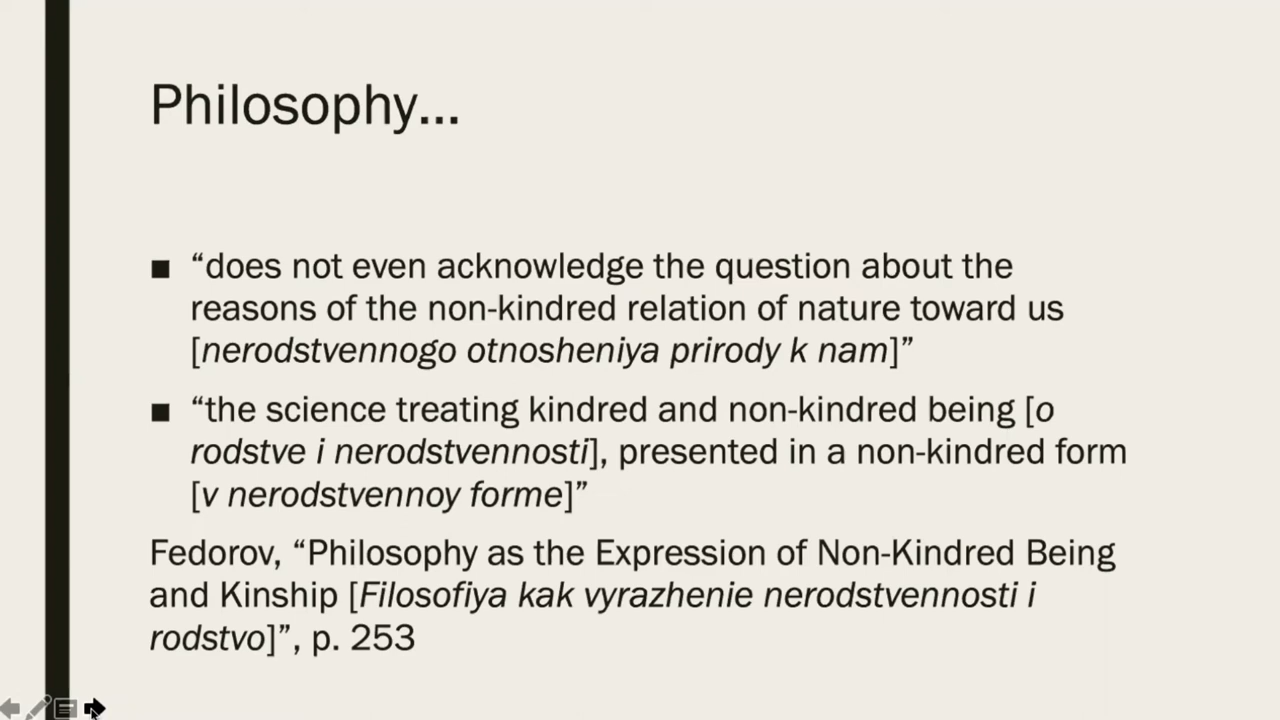 Philosophy...
■ “does not even acknowledge the question about the
reasons of the non-kindred relation of nature toward us
[nerodstvennogo otnosheniya prirody k nam]”
■ “the science treating kindred and non-kindred being [o
rodstve i nerodstvennosti], presented in a non-kindred form
[v nerodstvennoy forme]”
Fedorov, “Philosophy as the Expression of Non-Kindred Being
and Kinship [Filosofiya kak vyrazhenie nerodstvennosti i
rodstvo]”, p. 253